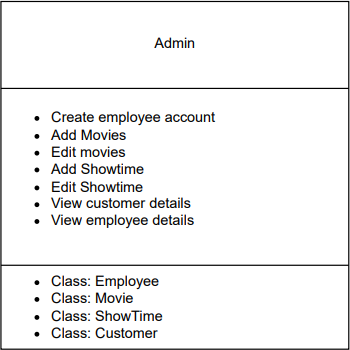 Admin
• Create employee account
• Add Movies
• Edit movies
• Add Showtime
• Edit Showtime
• View customer details
• View employee details
• Class: Employee
• Class: Movie
• Class: ShowTime
• Class: Customer